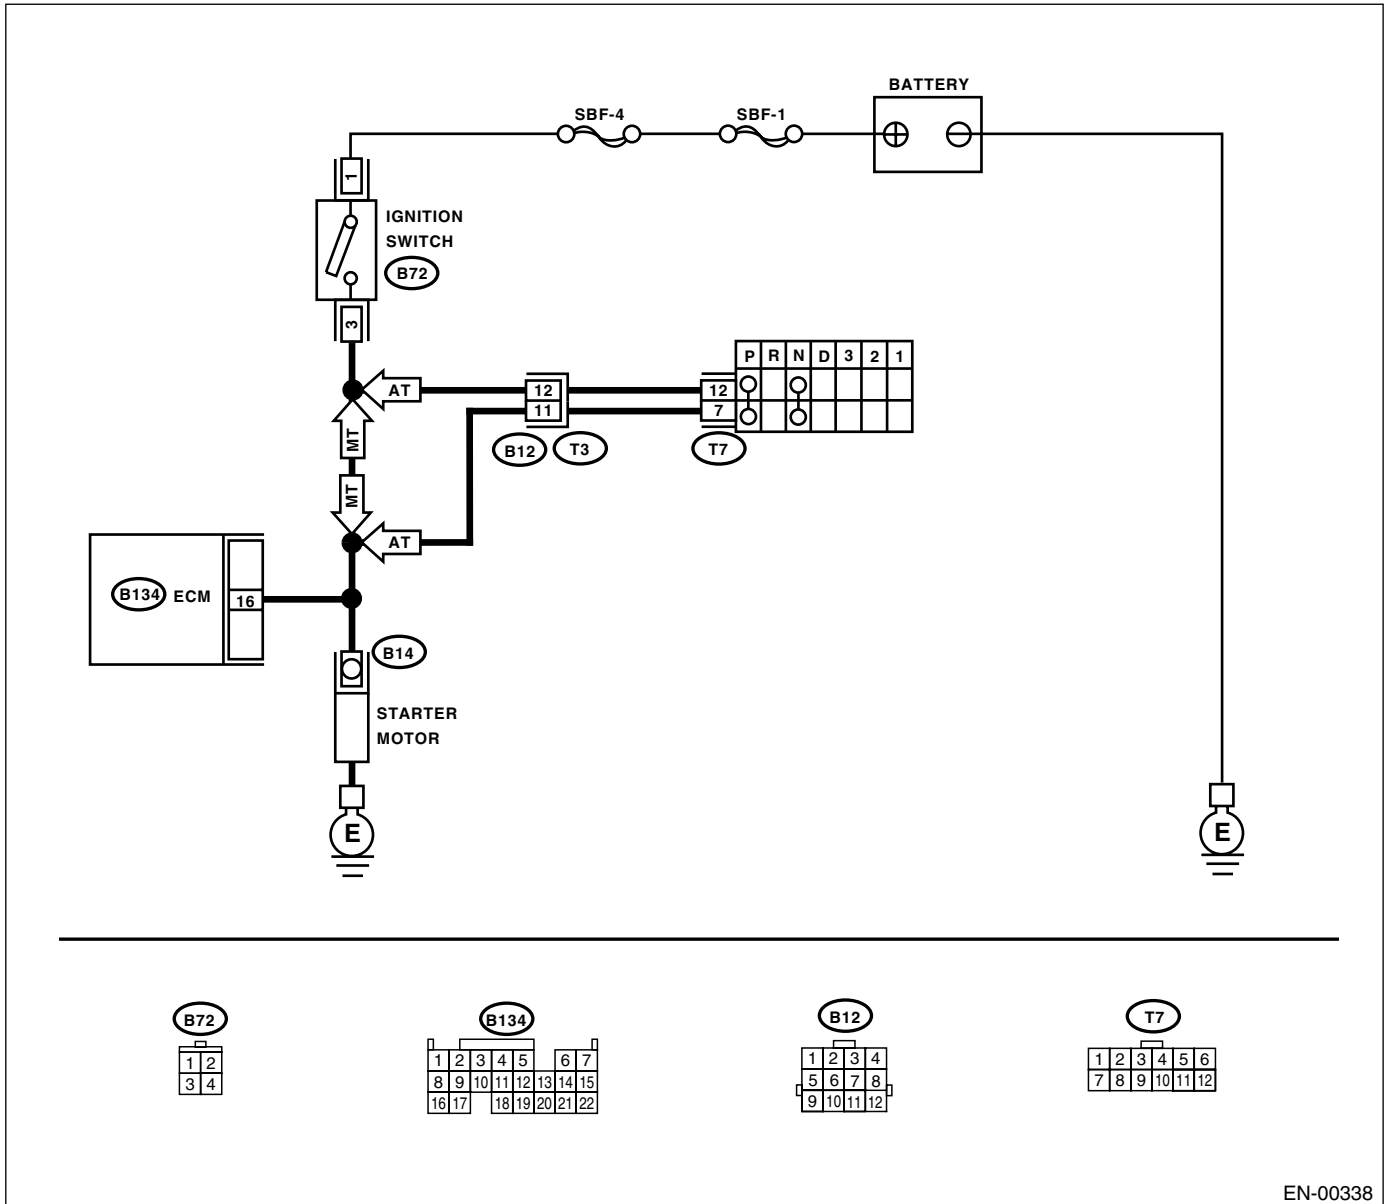 BATTERY
SBF-4
SBF-1
1
IGNITION
SWITCH
B72
3
P R N D 3 2 1
AT
12
12
11
7
B12
T3
T7
MT
MT
AT
B134 ECM
16
B14
STARTER
MOTOR
E
E
B72
B134
B12
T7
1 2
3 4
1 2 3 4 5 6 7
8 9 10 11 12 13 14 15
16 17 18 19 20 21 22
1 2 3 4
5 6 7 8
9 10 11 12
1 2 3 4 5 6
7 8 9 10 11 12
EN-00338